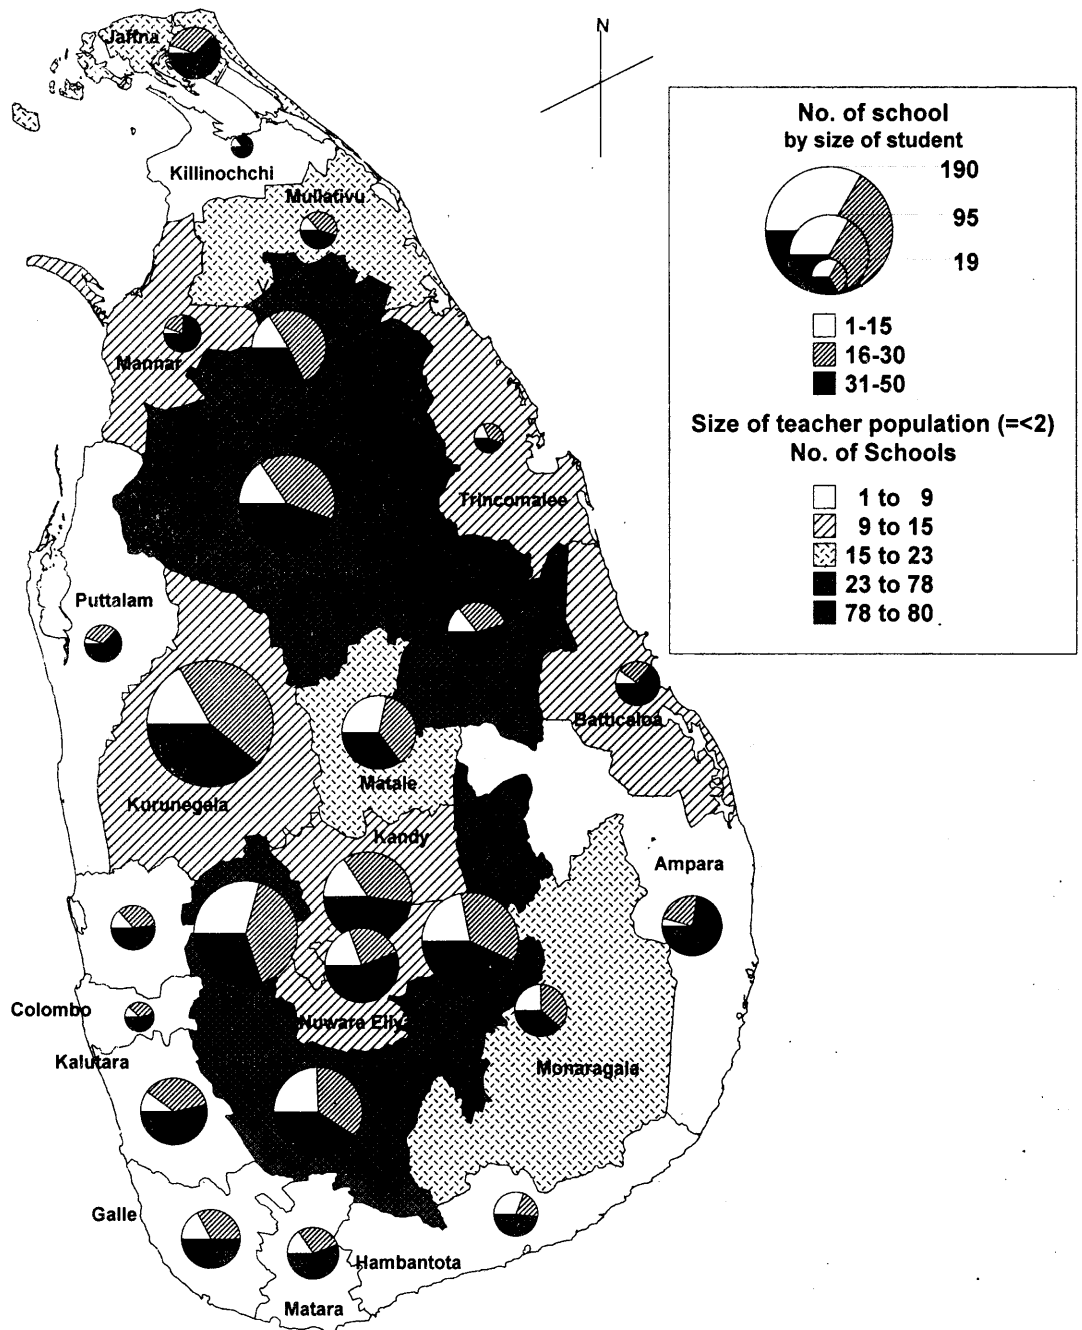 N
Jaffna
Killinochchi
Mullativu
Mannar
Trincomalee
Puttalam
Batticaloa
Kurunegala
Matale
Kandy
Ampara
Nuwara Eliy
Colombo
Kalutara
Monaragala
Galle
Hambantota
Matara
No. of school
by size of student
190
95
19
1-15
16-30
31-50
Size of teacher population (=<2)
No. of Schools
1 to 9
9 to 15
15 to 23
23 to 78
78 to 80